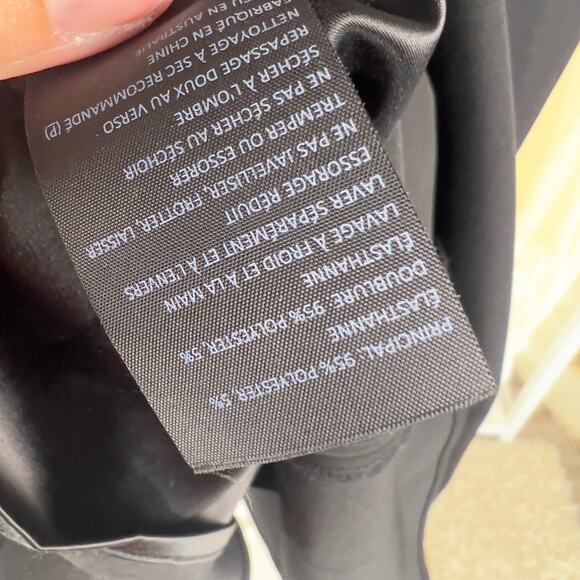 PRINCIPAL, 95% POLYESTER, 5%
ÉLASTHANNE
DOUBLURE: 95% POLYESTER, 5%
ÉLASTHANNE
LAVAGE À FROID ET À LA MAIN
LAVER SÉPARÉMENT ET À L'ENVERS
ESSORAGE RÉDUIT
NE PAS JAVELLISER, FROTTER, LAISSER
TREMPER OU ESSORER
NE PAS SÉCHER AU SÉCHOIR
SÉCHER À L'OMBRE
REPASSAGE À DOUX AU VERSO
NETTOYAGE À SEC RECOMMANDÉ (P)
FABRIQUÉ EN CHINE
EN AUSTRALIE